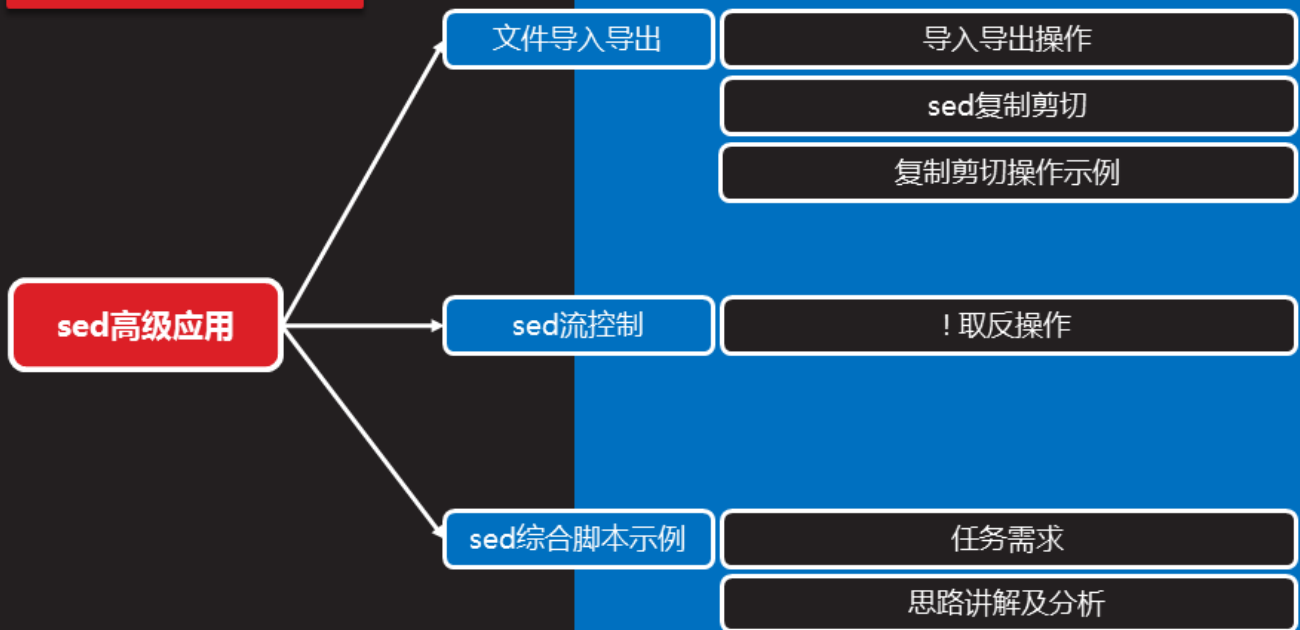 文件导入导出
导入导出操作
sed复制剪切
复制剪切操作示例
sed高级应用
sed流控制
! 取反操作
sed综合脚本示例
任务需求
思路讲解及分析